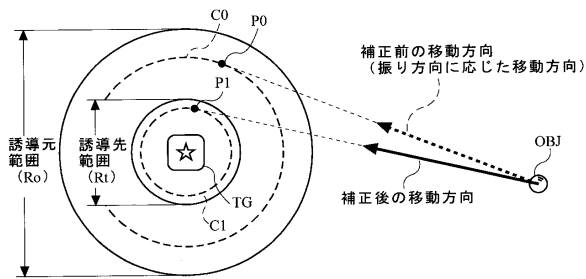 C0
P0
補正前の移動方向
(振り方向に応じた移動方向)
P1
OBJ
誘導元
範囲
(Ro)
誘導先
範囲
(Rt)
TG
補正後の移動方向
C1